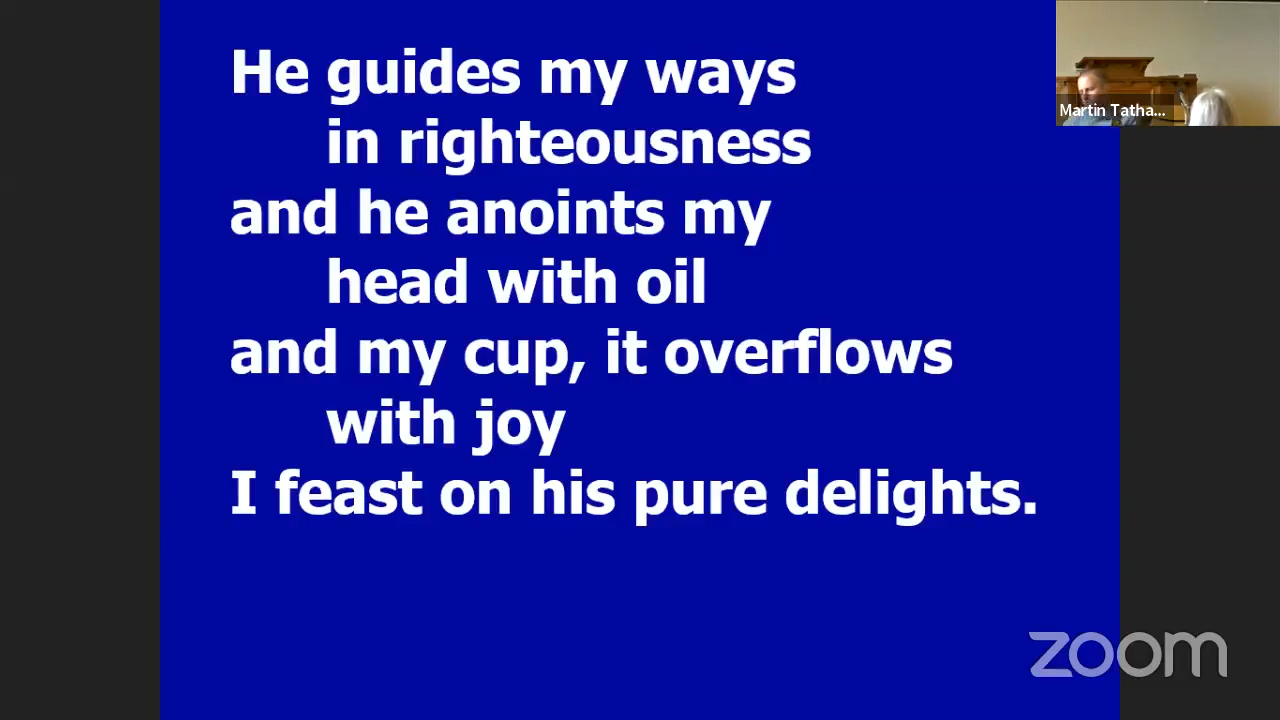 He guides my ways
in righteousness
and he anoints my
head with oil
and my cup, it overflows
with joy
I feast on his pure delights.
Martin Tatha...
zoom